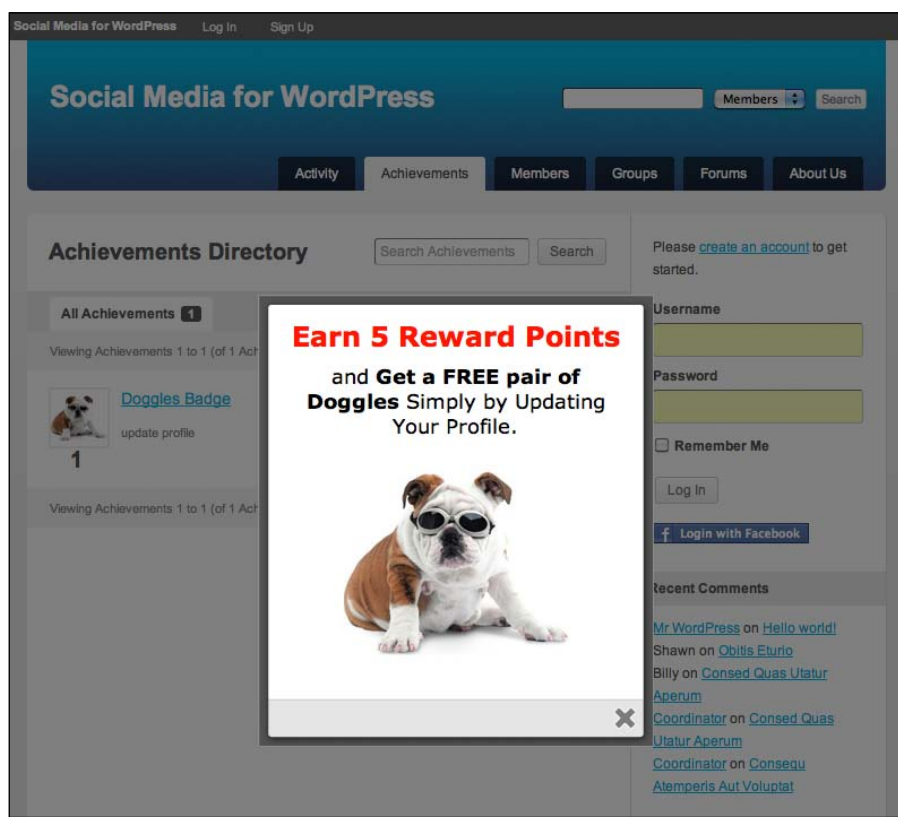 Social Media for WordPress Log In Sign Up
Social Media for WordPress
Members Search
Activity Achievements Members Groups Forums About Us
Achievements Directory
Search Achievements Search
All Achievements 1
Viewing Achievements 1 to 1 (of 1 Ach
Doggles Badge
update profile
1
Viewing Achievements 1 to 1 (of 1 Ach
Earn 5 Reward Points
and Get a FREE pair of
Doggles Simply by Updating
Your Profile.
Please create an account to get
started.
Username
Password
Remember Me
Log In
f Login with Facebook
Recent Comments
Mr WordPress on Hello world!
Shawn on Obitis Eturio
Billy on Consed Quas Utatur
Aperum
Coordinator on Consed Quas
Utatur Aperum
Coordinator on Consequ
Atemperis Aut Voluptat